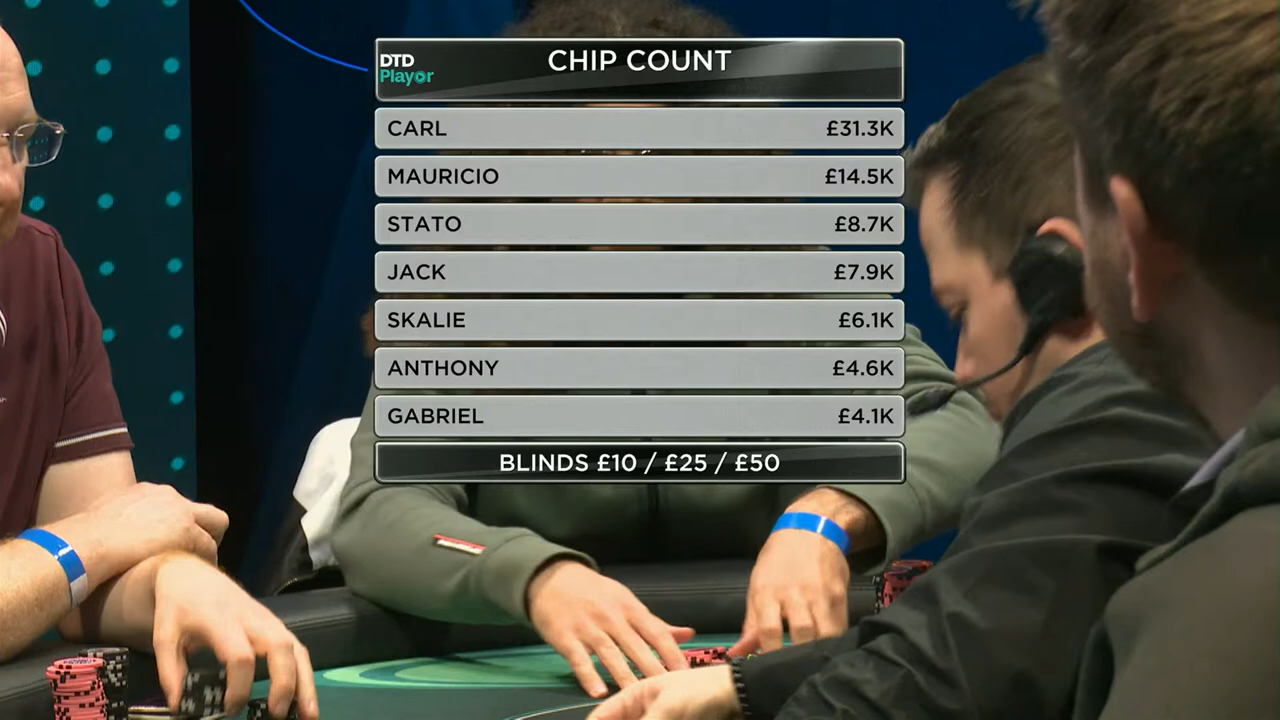 DTD
Player
CHIP COUNT
CARL £31.3K
MAURICIO £14.5K
STATO £8.7K
JACK £7.9K
SKALIE £6.1K
ANTHONY £4.6K
GABRIEL £4.1K
BLINDS £10 / £25 / £50